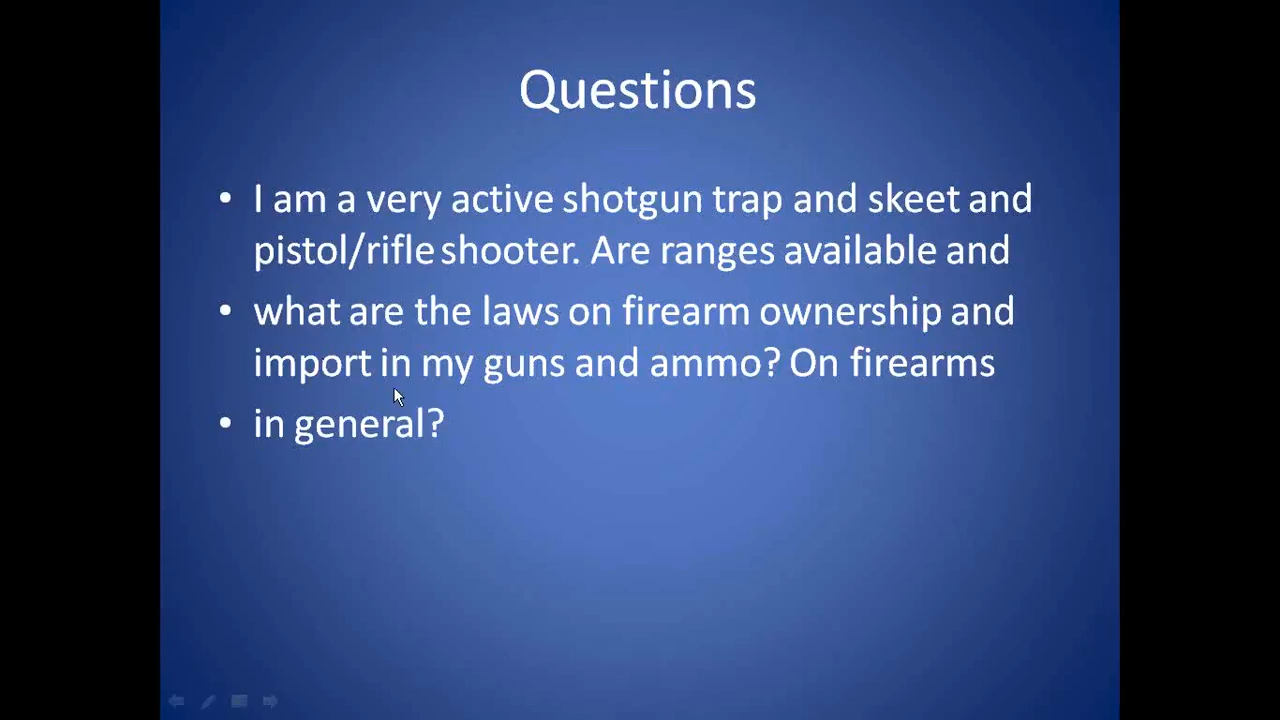 Questions
• I am a very active shotgun trap and skeet and
pistol/rifle shooter. Are ranges available and
• what are the laws on firearm ownership and
import in my guns and ammo? On firearms
• in general?